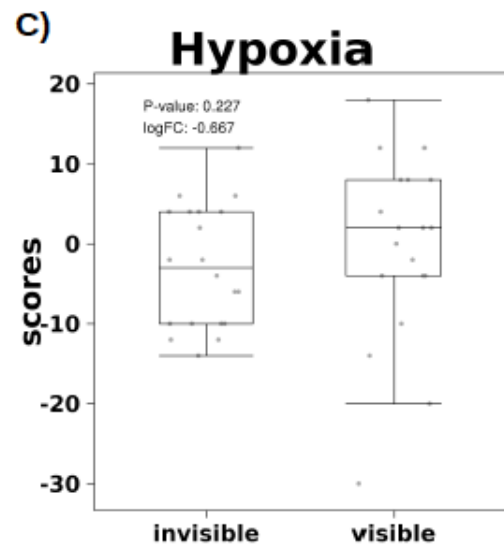 C)
Hypoxia
P-value: 0.227
logFC: -0.667
scores
20
10
0
-10
-20
-30
invisible
visible